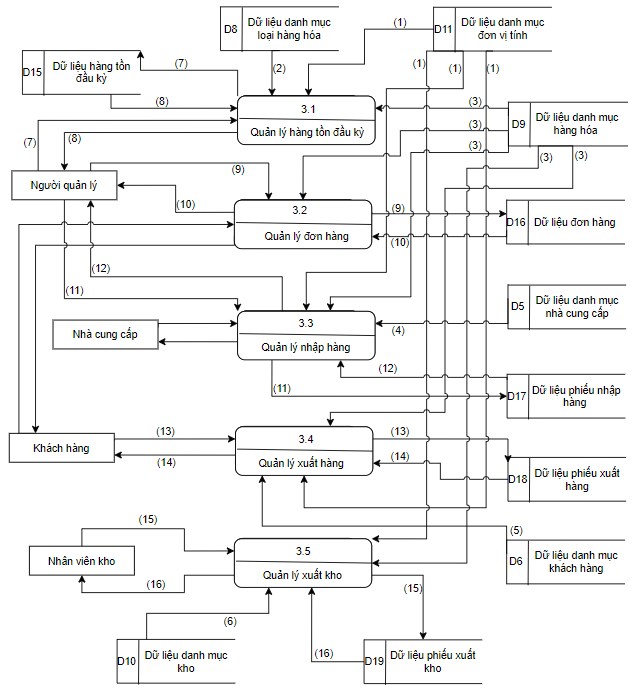 D8
Dữ liệu danh mục
loại hàng hóa
D11
Dữ liệu danh mục
đơn vị tính
(1)
D15
Dữ liệu hàng tồn
đầu kỳ
(7)
(2)
(1)
(1)
(1)
(8)
3.1
Quản lý hàng tồn đầu kỳ
(3)
(3)
(3)
D9
Dữ liệu danh mục
hàng hóa
(7)
(8)
(3)
(3)
Người quản lý
(9)
(10)
3.2
Quản lý đơn hàng
(9)
(10)
D16
Dữ liệu đơn hàng
(12)
(11)
3.3
Quản lý nhập hàng
Nhà cung cấp
(4)
D5
Dữ liệu danh mục
nhà cung cấp
(12)
(11)
D17
Dữ liệu phiếu nhập
hàng
Khách hàng
(13)
(14)
3.4
Quản lý xuất hàng
(13)
(14)
D18
Dữ liệu phiếu xuất
hàng
(5)
D6
Dữ liệu danh mục
khách hàng
(15)
Nhân viên kho
(16)
3.5
Quản lý xuất kho
(15)
(6)
D10
Dữ liệu danh mục
kho
(16)
D19
Dữ liệu phiếu xuất
kho